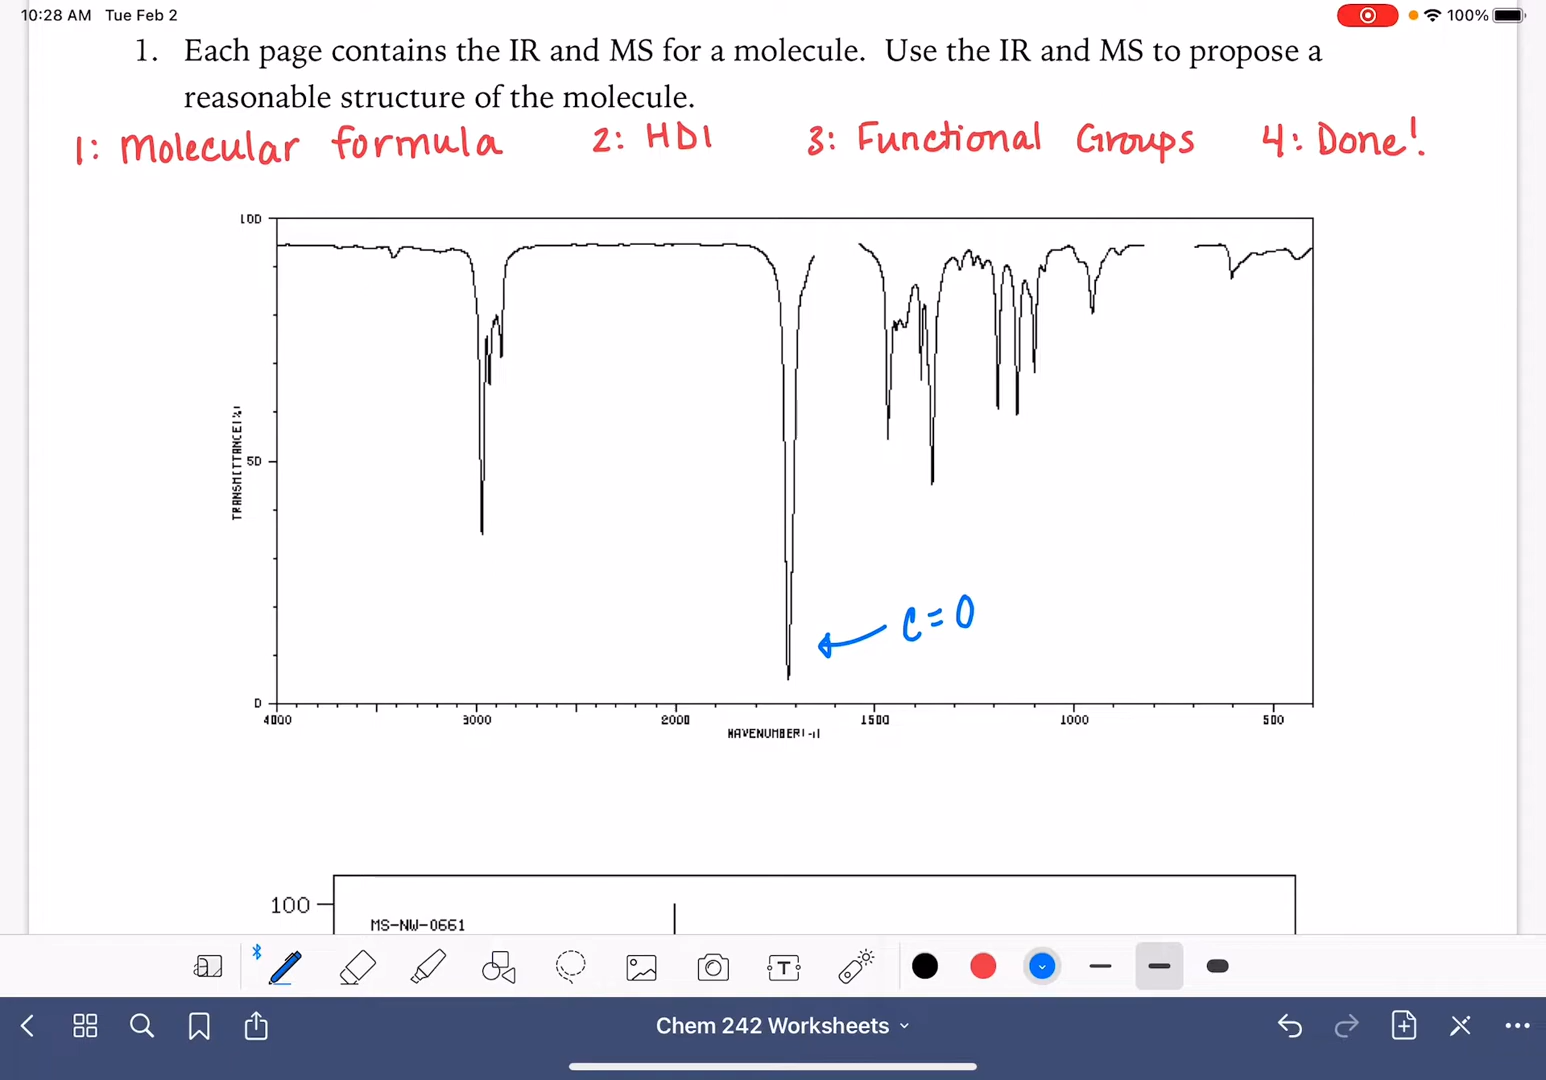 10:28 AM Tue Feb 2
100%
1. Each page contains the IR and MS for a molecule. Use the IR and MS to propose a
reasonable structure of the molecule.
1: Molecular formula 2: HDI 3: Functional Groups 4: Done!
100
TRANSMITTANCE[%]
50
C=O
0
4000 3000 2000 1500 1000 500
WAVENUMBER[-1]
100
MS-NW-0661
T
Chem 242 Worksheets